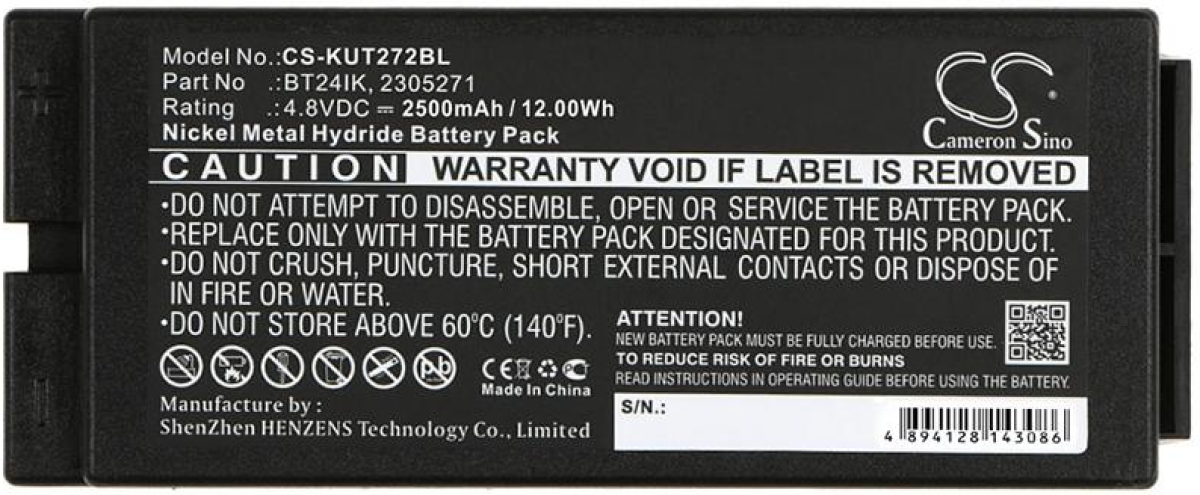 Model No.:CS-KUT272BL
Part No .:BT24IK, 2305271
Rating .:4.8VDC ⎓ 2500mAh / 12.00Wh
Nickel Metal Hydride Battery Pack
Cameron Sino
CAUTION WARRANTY VOID IF LABEL IS REMOVED
•DO NOT ATTEMPT TO DISASSEMBLE, OPEN OR SERVICE THE BATTERY PACK.
•REPLACE ONLY WITH THE BATTERY PACK DESIGNATED FOR THIS PRODUCT.
•DO NOT CRUSH, PUNCTURE, SHORT EXTERNAL CONTACTS OR DISPOSE OF
IN FIRE OR WATER.
•DO NOT STORE ABOVE 60°C (140°F).
ATTENTION!
NEW BATTERY PACK MUST BE FULLY CHARGED BEFORE USE.
TO REDUCE RISK OF FIRE OR BURNS
READ INSTRUCTIONS IN OPERATING GUIDE BEFORE USING THE BATTERY.
Pb
CE
Made In China
Manufacture by :
ShenZhen HENZENS Technology Co., Limited
S/N.:
4 894128 143086